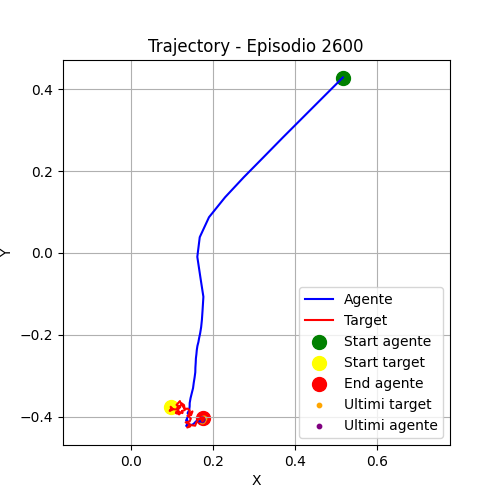 Trajectory - Episodio 2600
Y
0.4
0.2
0.0
−0.2
−0.4
Agente
Target
Start agente
Start target
End agente
Ultimi target
Ultimi agente
0.0 0.2 0.4 0.6
X